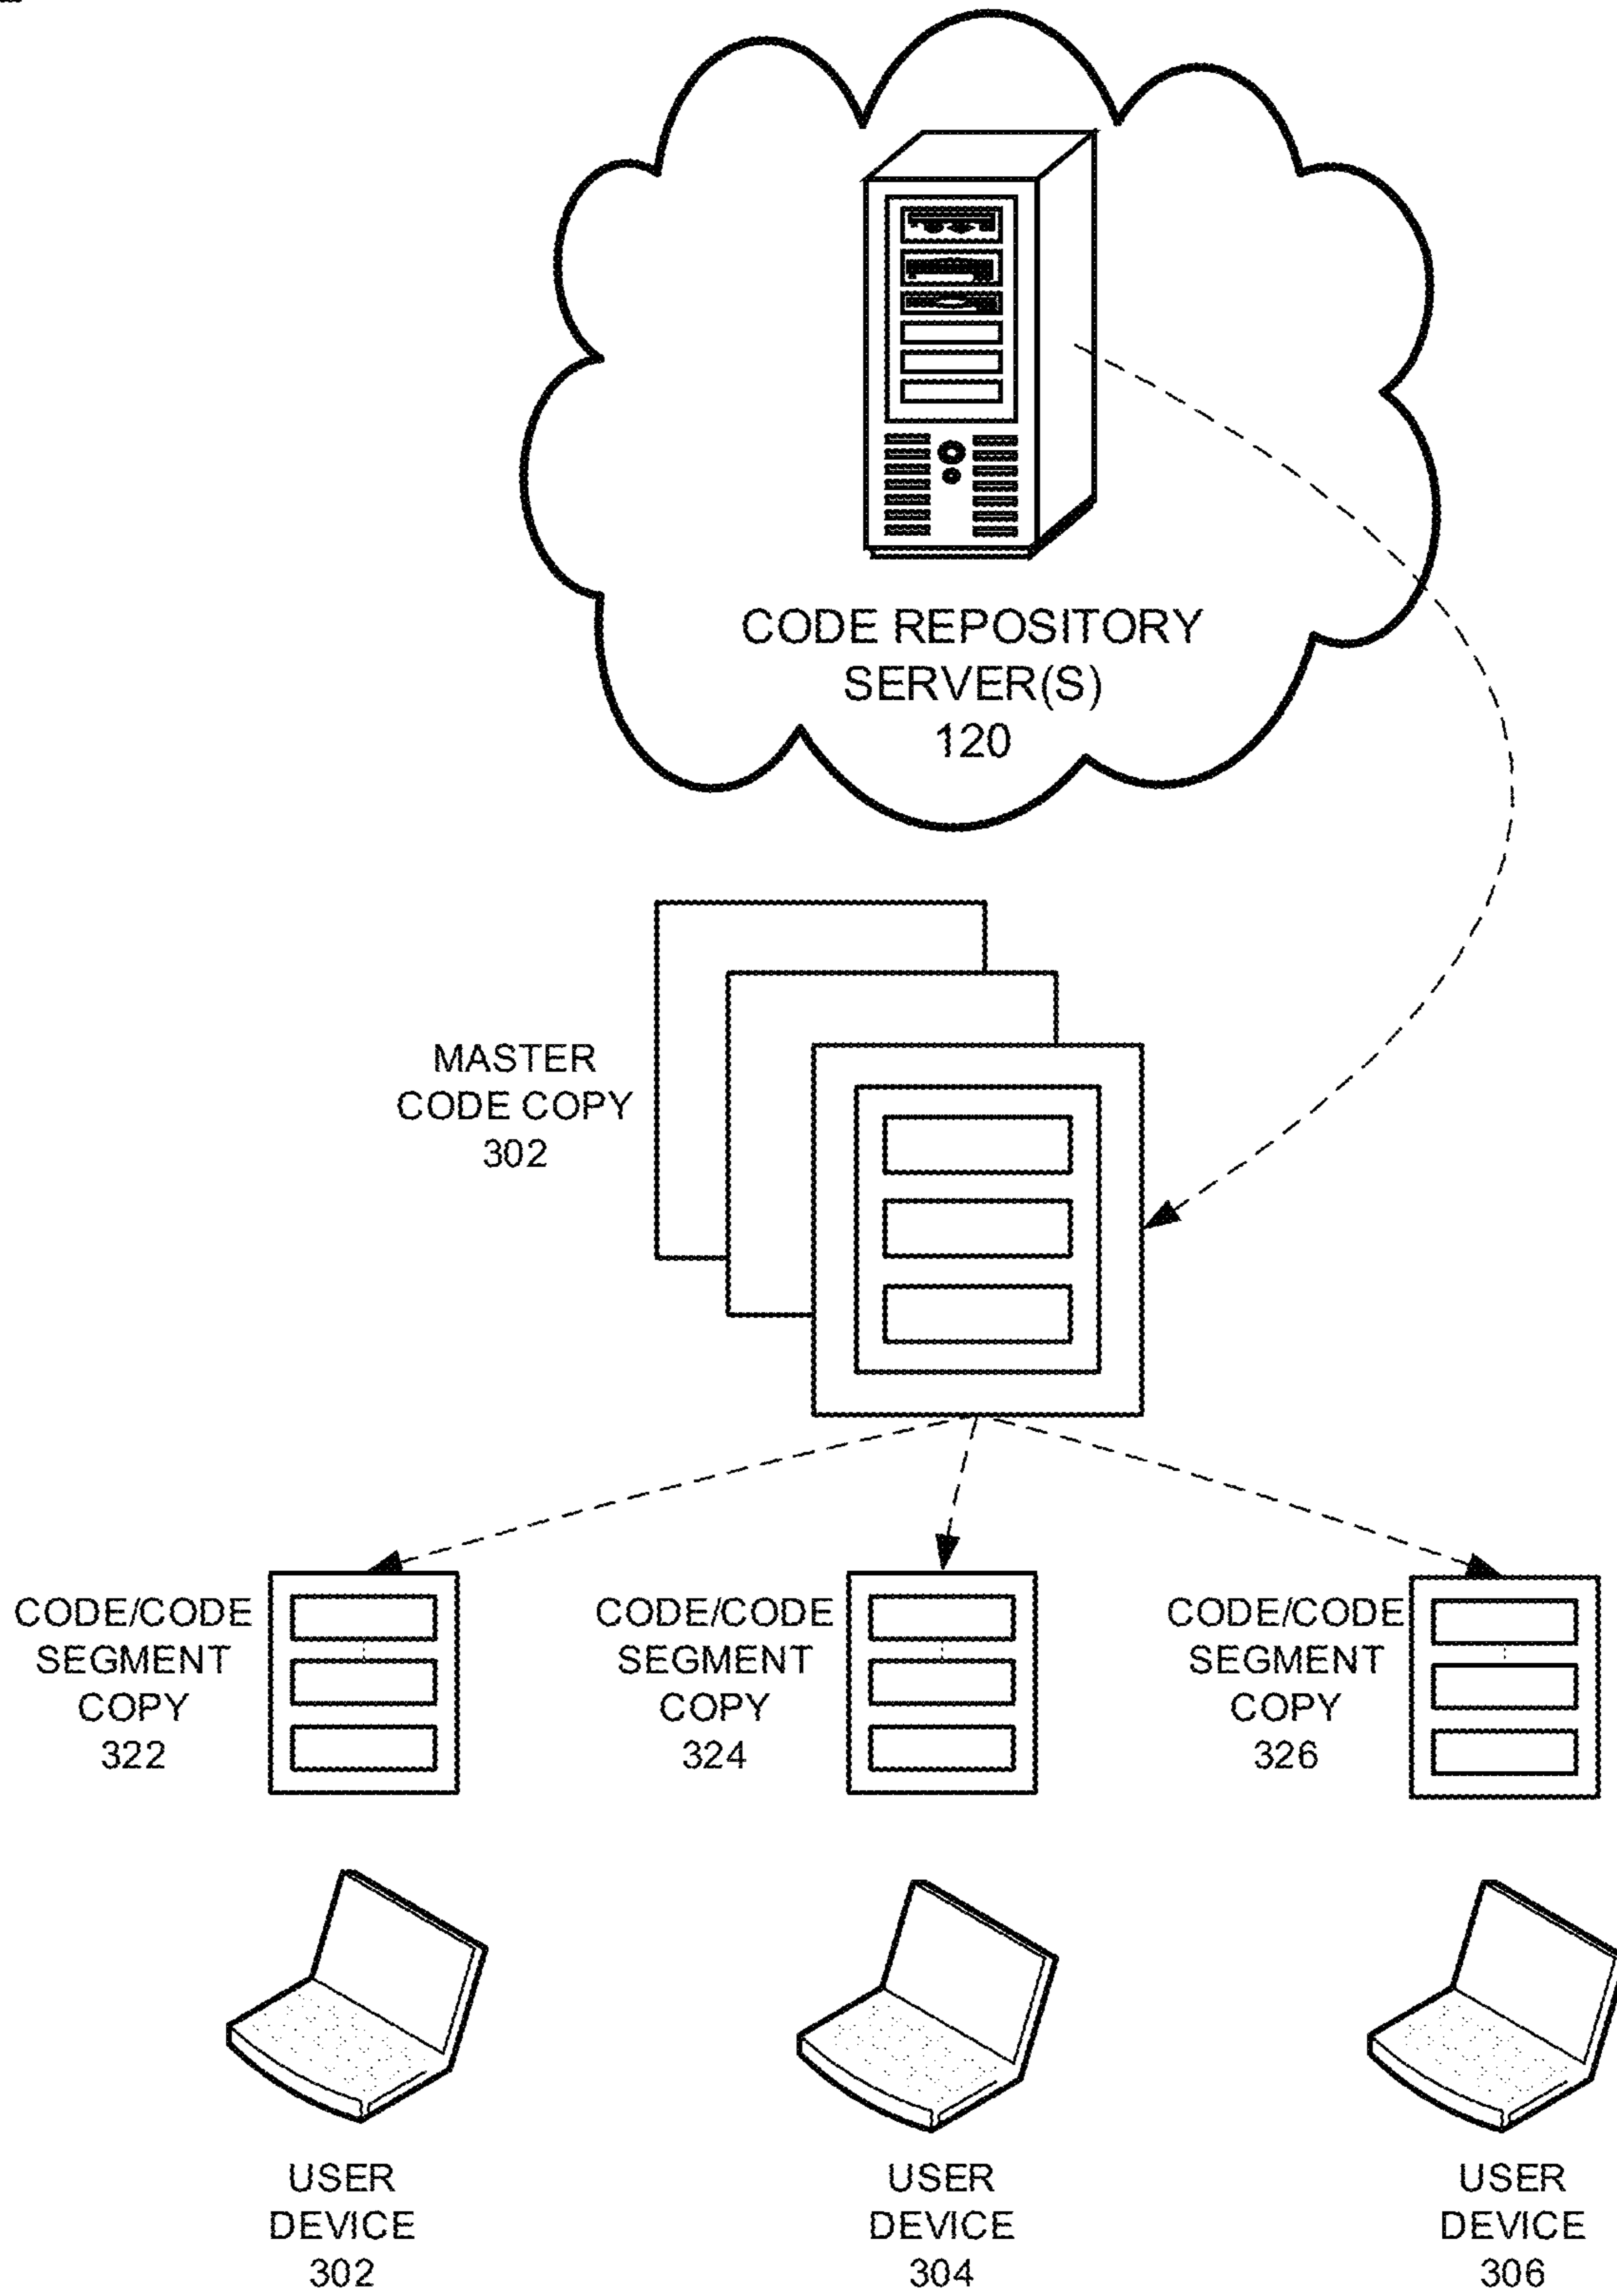 CODE REPOSITORY
SERVER(S)
120
MASTER
CODE COPY
302
CODE/CODE
SEGMENT
COPY
322
CODE/CODE
SEGMENT
COPY
324
CODE/CODE
SEGMENT
COPY
326
USER
DEVICE
302
USER
DEVICE
304
USER
DEVICE
306